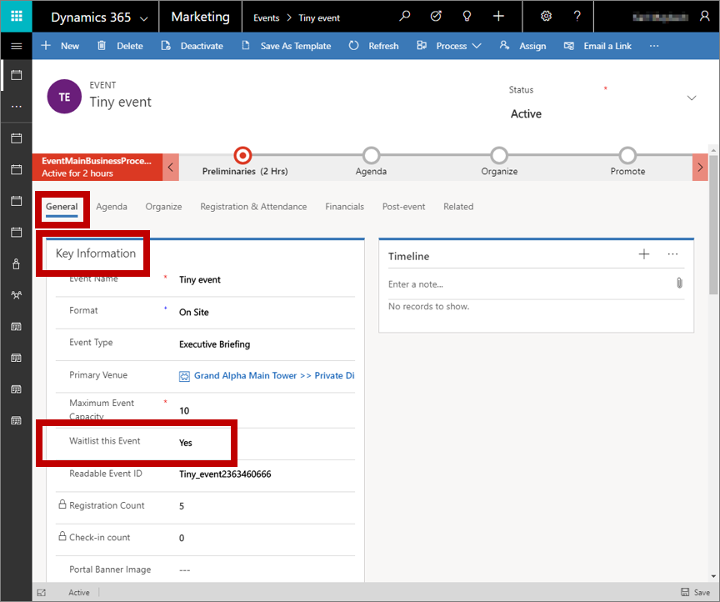 Dynamics 365 Marketing Events > Tiny event ?
+ New Delete Deactivate Save As Template Refresh Process Assign Email a Link ...
TE
EVENT
Tiny event
Status *
Active
EventMainBusinessProce...
Active for 2 hours
Preliminaries (2 Hrs) Agenda Organize Promote
General Agenda Organize Registration & Attendance Financials Post-event Related
Key Information
Event Name * Tiny event
Format * On Site
Event Type Executive Briefing
Primary Venue Grand Alpha Main Tower >> Private Di
Maximum Event Capacity * 10
Waitlist this Event Yes
Readable Event ID Tiny_event2363460666
Registration Count 5
Check-in count 0
Portal Banner Image ---
Timeline + ...
Enter a note...
No records to show.
Active Save